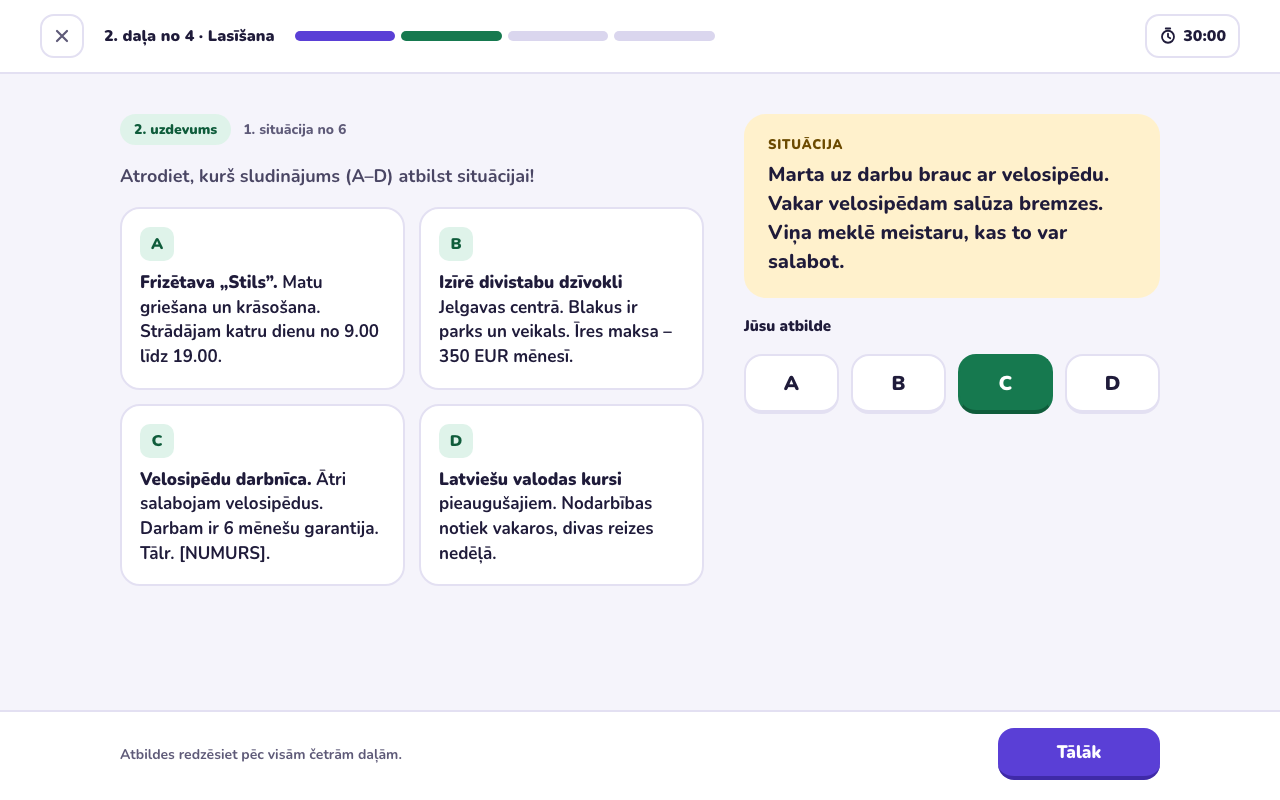 2. daļa no 4 · Lasīšana
30:00
2. uzdevums
1. situācija no 6
Atrodiet, kurš sludinājums (A–D) atbilst situācijai!
A
Frizētava „Stils”. Matu
griešana un krāsošana.
Strādājam katru dienu no 9.00
līdz 19.00.
B
Izīrē divistabu dzīvokli
Jelgavas centrā. Blakus ir
parks un veikals. Īres maksa –
350 EUR mēnesī.
C
Velosipēdu darbnīca. Ātri
salabojam velosipēdus.
Darbam ir 6 mēnešu garantija.
Tālr. [NUMURS].
D
Latviešu valodas kursi
pieaugušajiem. Nodarbības
notiek vakaros, divas reizes
nedēļā.
SITUĀCIJA
Marta uz darbu brauc ar velosipēdu.
Vakar velosipēdam salūza bremzes.
Viņa meklē meistaru, kas to var
salabot.
Jūsu atbilde
A
B
C
D
Atbildes redzēsiet pēc visām četrām daļām.
Tālāk